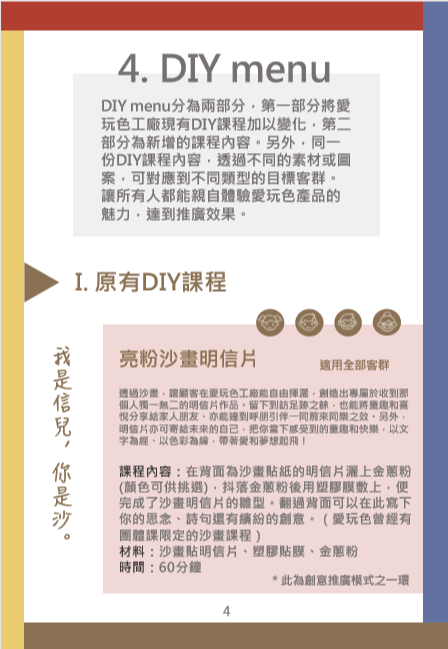 4. DIY menu
DIY menu分為兩部分，第一部分將愛
玩色工廠現有DIY課程加以變化，第二
部分為新增的課程內容。另外，同一
份DIY課程內容，透過不同的素材或圖
案，可對應到不同類型的目標客群。
讓所有人都能親自體驗愛玩色產品的
魅力，達到推廣效果。
I. 原有DIY課程
我是信兒，你是沙。
亮粉沙畫明信片
適用全部客群
透過沙畫，讓顧客在愛玩色工廠能自由揮灑，創造出專屬於收到那
個人獨一無二的明信片作品。留下到訪足跡之餘，也能將童趣和喜
悅分享給家人朋友、亦能達到呼朋引伴一同前來同樂之效。另外，
明信片亦可寄給未來的自己，把你當下感受到的童趣和快樂，以文
字為經、以色彩為緯，帶著愛和夢想起飛！
課程內容：在背面為沙畫貼紙的明信片灑上金蔥粉
(顏色可供挑選)，抖落金蔥粉後用塑膠膜敷上，便
完成了沙畫明信片的雛型。翻過背面可以在此寫下
你的思念、詩句還有繽紛的創意。（愛玩色曾經有
團體課限定的沙畫課程）
材料：沙畫貼明信片、塑膠貼膜、金蔥粉
時間：60分鐘
*此為創意推廣模式之一環
4